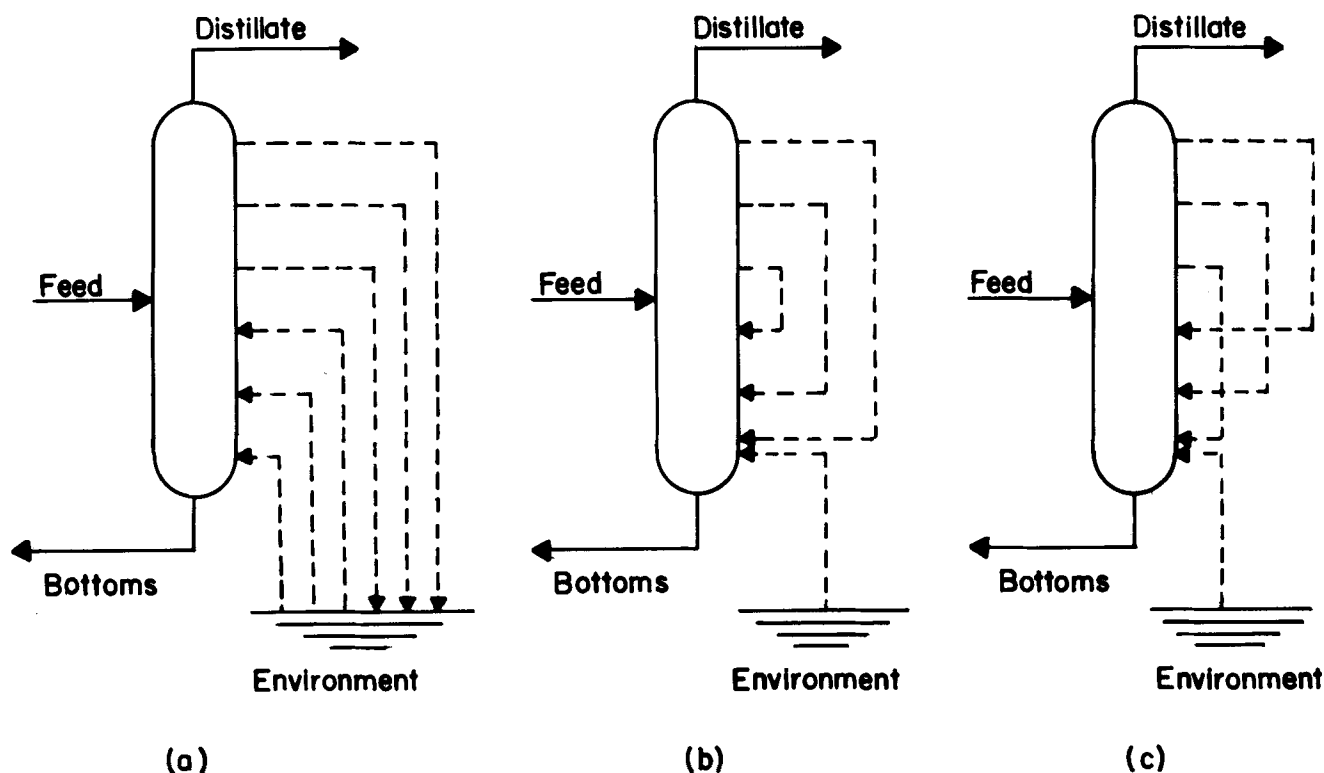 Distillate
Feed
Bottoms
Environment
(a)
Distillate
Feed
Bottoms
Environment
(b)
Distillate
Feed
Bottoms
Environment
(c)